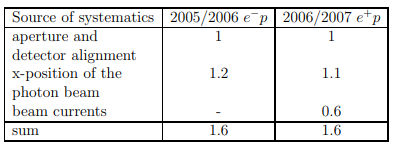 Source of systematics 2005/2006 e⁻p 2006/2007 e⁺p
aperture and 1 1
detector alignment
x-position of the 1.2 1.1
photon beam
beam currents - 0.6
sum 1.6 1.6